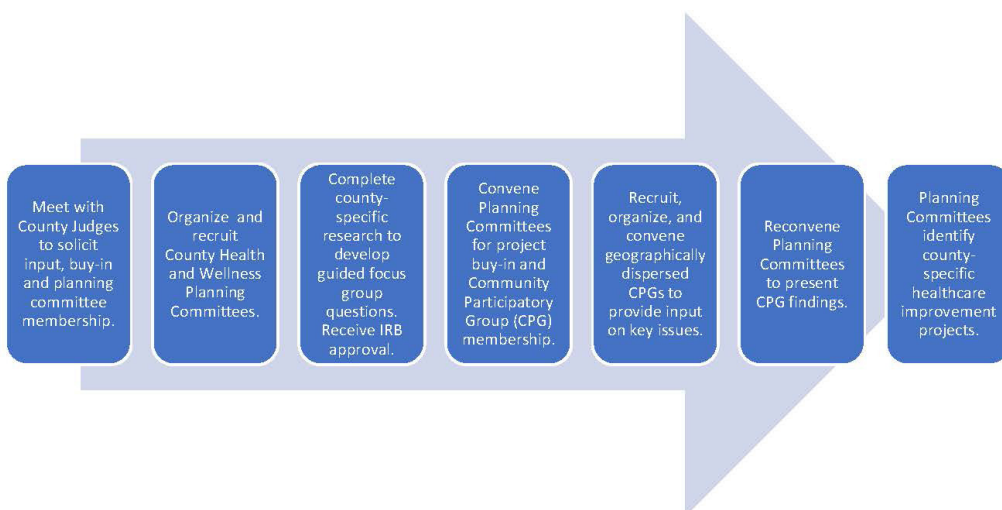 Meet with
County Judges
to solicit
input, buy-in
and planning
committee
membership.
Organize and
recruit
County Health
and Wellness
Planning
Committees.
Complete
county-
specific
research to
develop
guided focus
group
questions.
Receive IRB
approval.
Convene
Planning
Committees
for project
buy-in and
Community
Participatory
Group (CPG)
membership.
Recruit,
organize, and
convene
geographically
dispersed
CPGs to
provide input
on key issues.
Reconvene
Planning
Committees
to present
CPG findings.
Planning
Committees
identify
county-
specific
healthcare
improvement
projects.